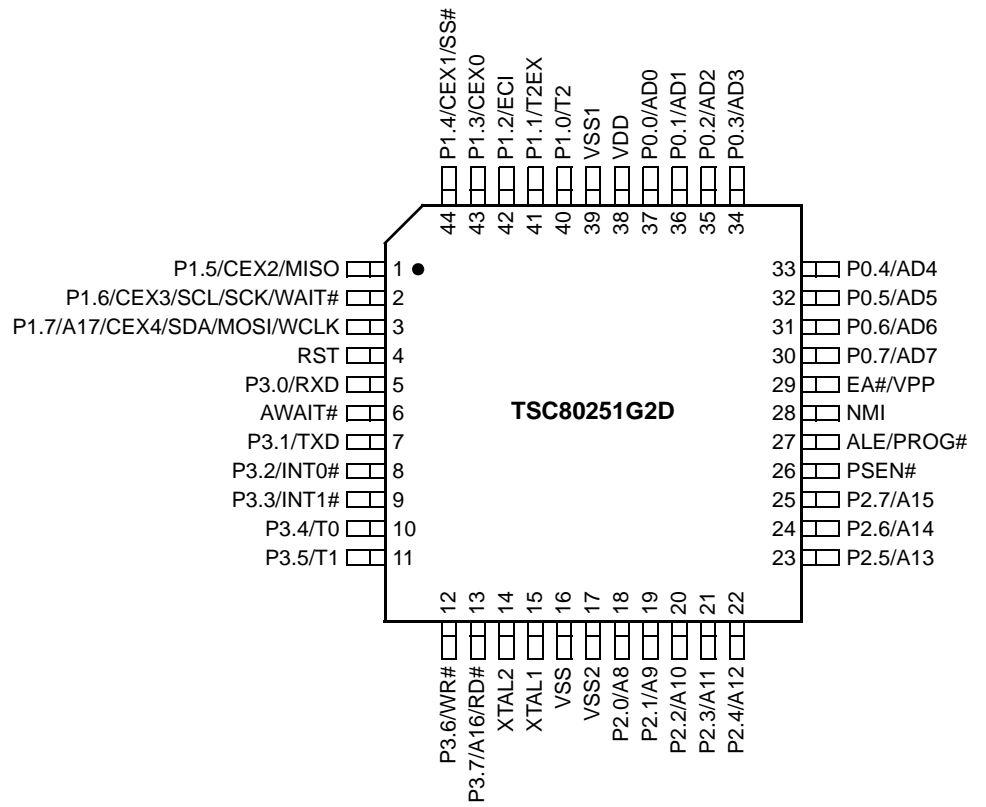 P1.4/CEX1/SS#
P1.3/CEX0
P1.2/ECI
P1.1/T2EX
P1.0/T2
VSS1
VDD
P0.0/AD0
P0.1/AD1
P0.2/AD2
P0.3/AD3
44
43
42
41
40
39
38
37
36
35
34
P1.5/CEX2/MISO 1
P1.6/CEX3/SCL/SCK/WAIT# 2
P1.7/A17/CEX4/SDA/MOSI/WCLK 3
RST 4
P3.0/RXD 5
AWAIT# 6
P3.1/TXD 7
P3.2/INT0# 8
P3.3/INT1# 9
P3.4/T0 10
P3.5/T1 11
TSC80251G2D
33 P0.4/AD4
32 P0.5/AD5
31 P0.6/AD6
30 P0.7/AD7
29 EA#/VPP
28 NMI
27 ALE/PROG#
26 PSEN#
25 P2.7/A15
24 P2.6/A14
23 P2.5/A13
12
13
14
15
16
17
18
19
20
21
22
P3.6/WR#
P3.7/A16/RD#
XTAL2
XTAL1
VSS
VSS2
P2.0/A8
P2.1/A9
P2.2/A10
P2.3/A11
P2.4/A12